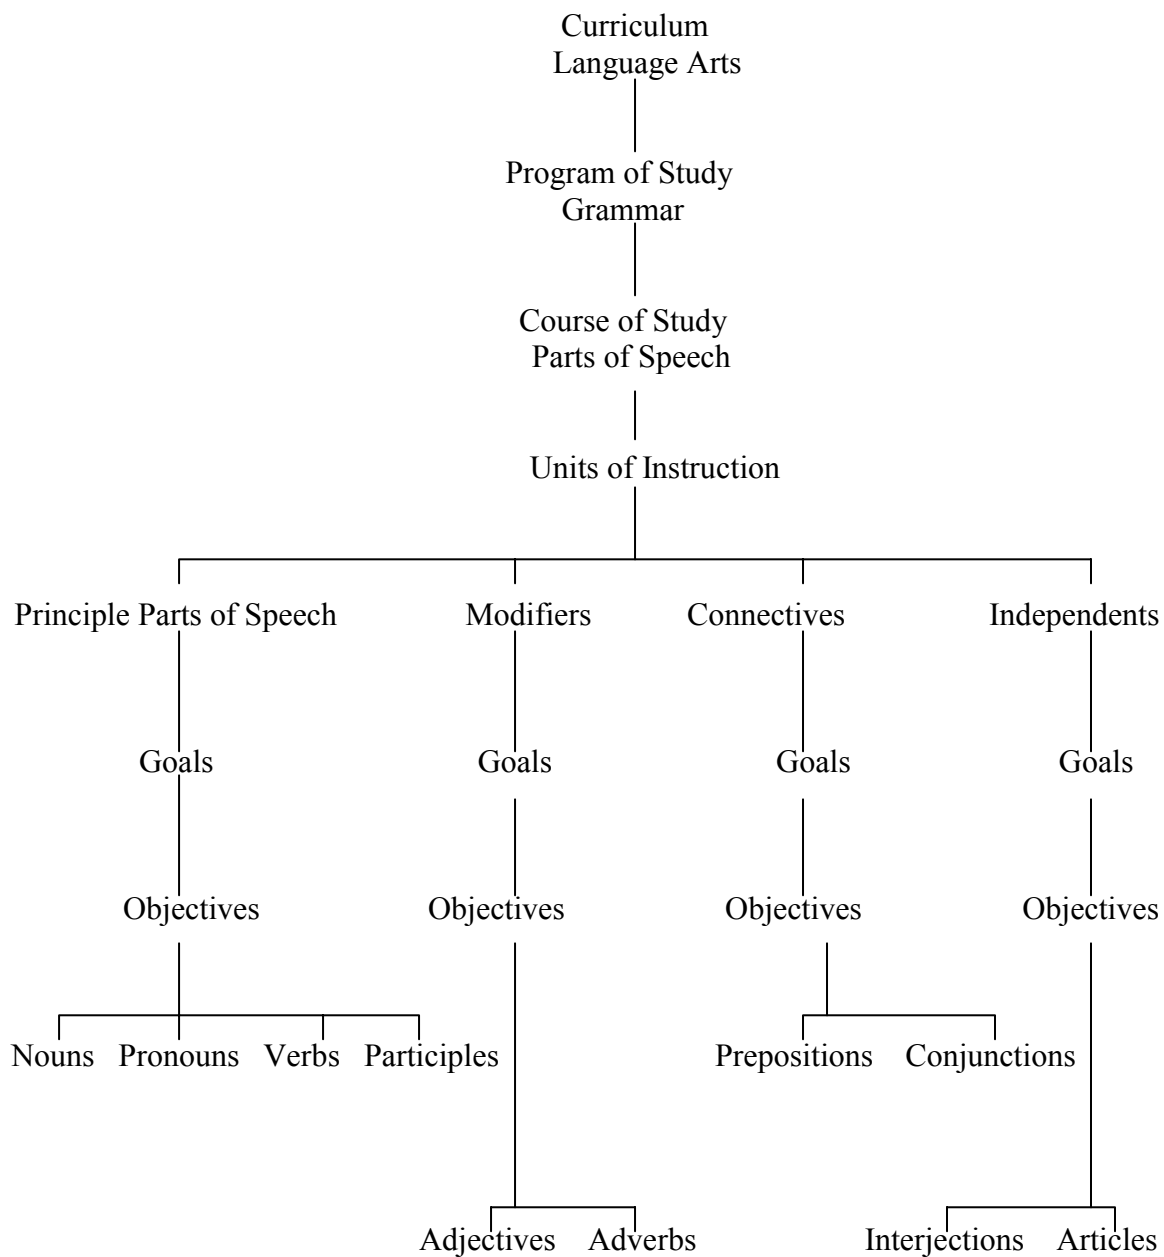 Curriculum
Language Arts
Program of Study
Grammar
Course of Study
Parts of Speech
Units of Instruction
Principle Parts of Speech Modifiers Connectives Independents
Goals Goals Goals Goals
Objectives Objectives Objectives Objectives
Nouns Pronouns Verbs Participles Prepositions Conjunctions
Adjectives Adverbs Interjections Articles